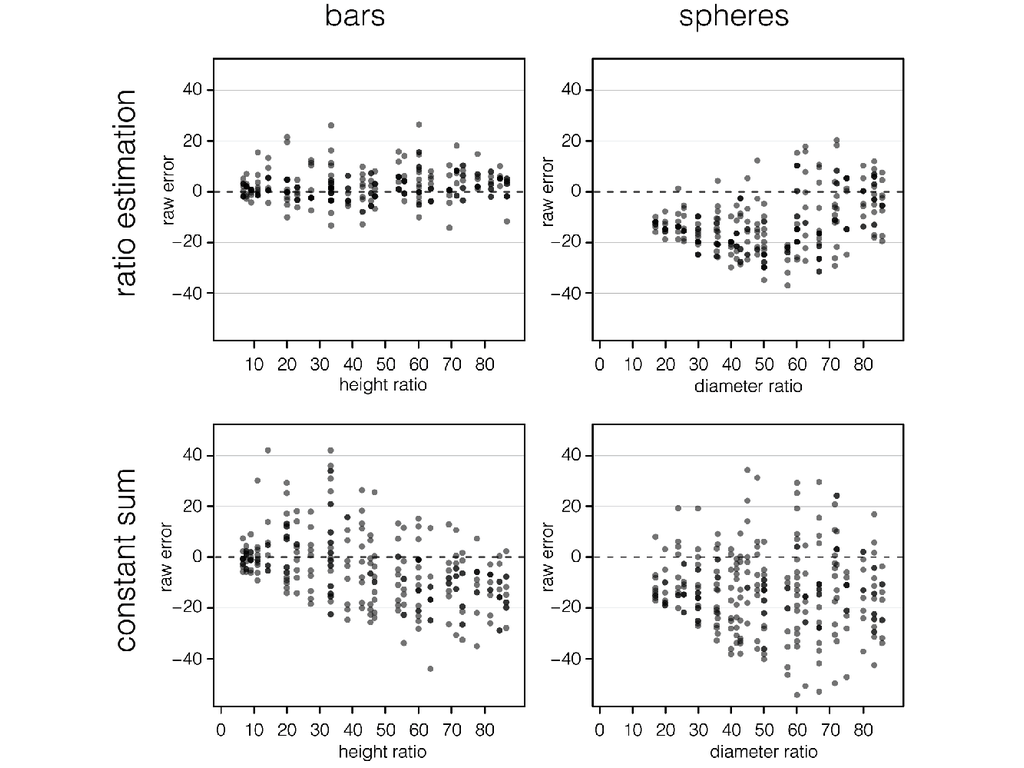 bars
spheres
ratio estimation
raw error
40
20
0
−20
−40
10 20 30 40 50 60 70 80
height ratio
raw error
40
20
0
−20
−40
0 10 20 30 40 50 60 70 80
diameter ratio
constant sum
raw error
40
20
0
−20
−40
0 10 20 30 40 50 60 70 80
height ratio
raw error
40
20
0
−20
−40
0 10 20 30 40 50 60 70 80
diameter ratio